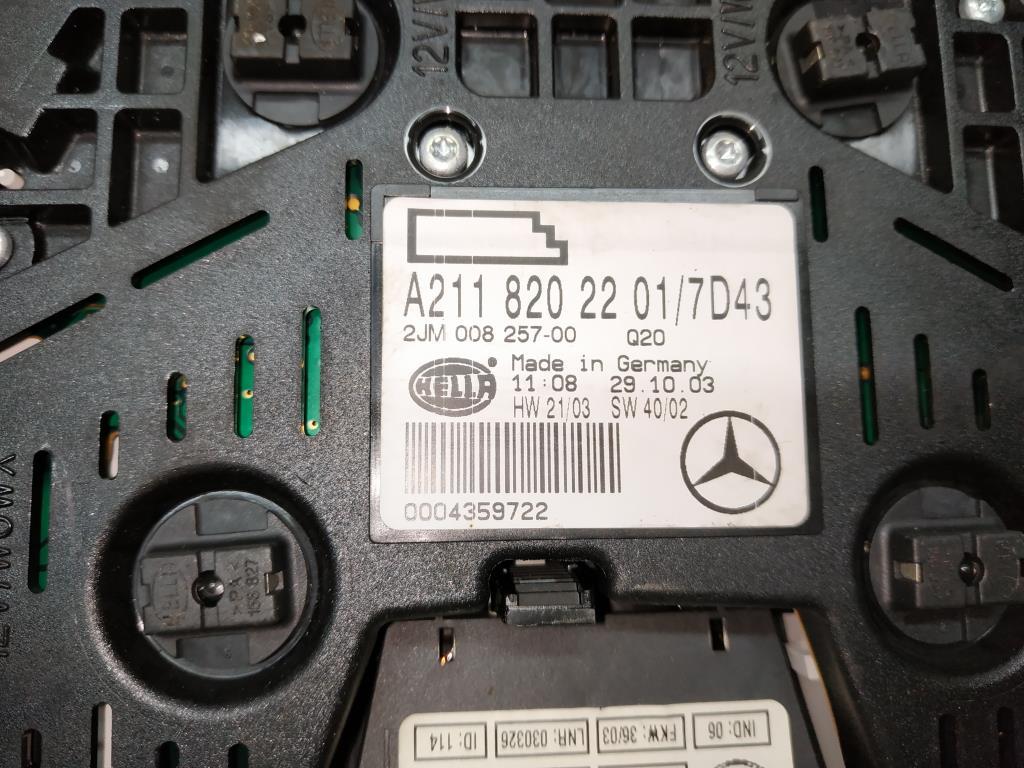 12V/
12V/
A211 820 22 01/7D43
2JM 008 257-00 Q20
HELLA
Made in Germany
11:08 29.10.03
HW 21/03 SW 40/02
0004359722
ID: 114
LNR: 030326
FKW: 36/03
IND: 06